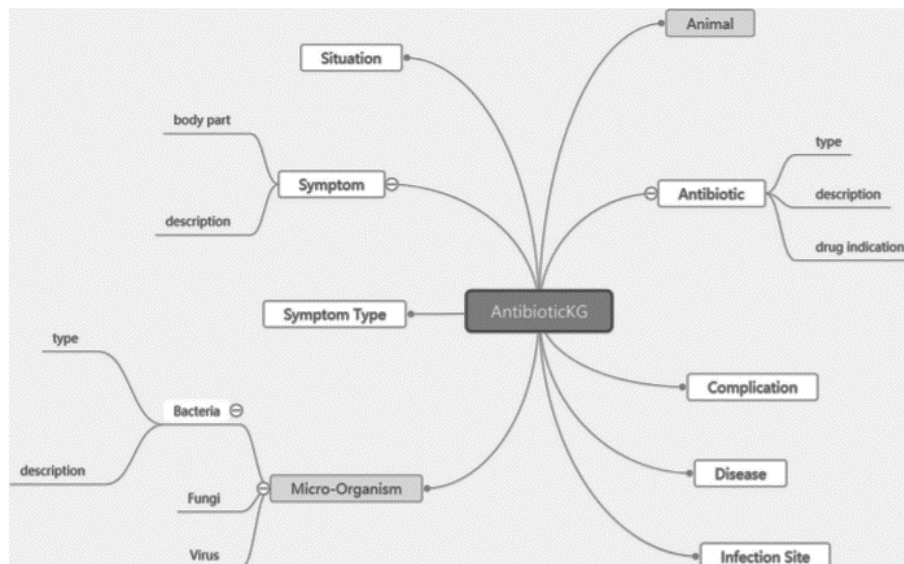 Animal
Situation
body part
Symptom
description
type
Antibiotic
description
drug indication
AntibioticKG
Symptom Type
type
Bacteria
description
Fungi
Micro-Organism
Virus
Complication
Disease
Infection Site